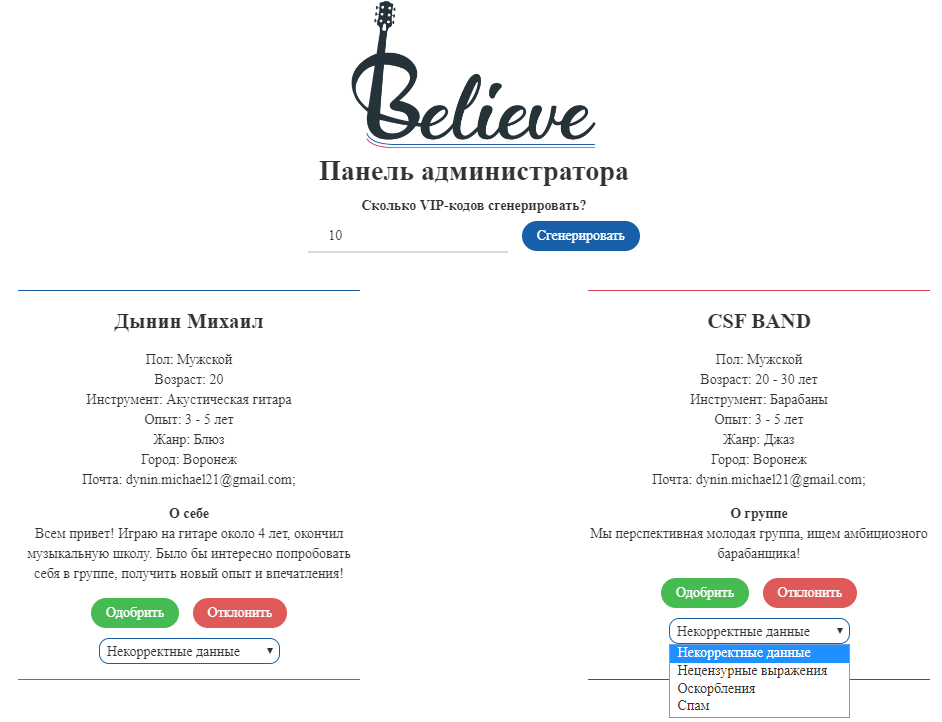 Believe
Панель администратора
Сколько VIP-кодов сгенерировать?
10
Сгенерировать
Дынин Михаил
Пол: Мужской
Возраст: 20
Инструмент: Акустическая гитара
Опыт: 3 - 5 лет
Жанр: Блюз
Город: Воронеж
Почта: dynin.michael21@gmail.com;
О себе
Всем привет! Играю на гитаре около 4 лет, окончил
музыкальную школу. Было бы интересно попробовать
себя в группе, получить новый опыт и впечатления!
Одобрить
Отклонить
Некорректные данные
CSF BAND
Пол: Мужской
Возраст: 20 - 30 лет
Инструмент: Барабаны
Опыт: 3 - 5 лет
Жанр: Джаз
Город: Воронеж
Почта: dynin.michael21@gmail.com;
О группе
Мы перспективная молодая группа, ищем амбициозного
барабанщика!
Одобрить
Отклонить
Некорректные данные
Некорректные данные
Нецензурные выражения
Оскорбления
Спам